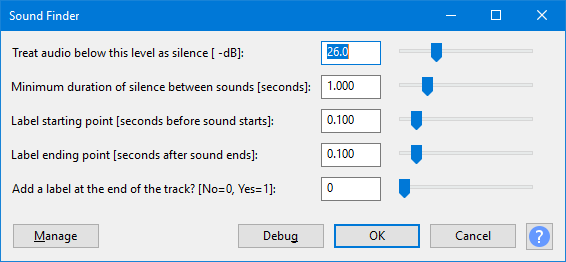 Sound Finder
Treat audio below this level as silence [ -dB]: 26.0
Minimum duration of silence between sounds [seconds]: 1.000
Label starting point [seconds before sound starts]: 0.100
Label ending point [seconds after sound ends]: 0.100
Add a label at the end of the track? [No=0, Yes=1]: 0
Manage Debug OK Cancel ?